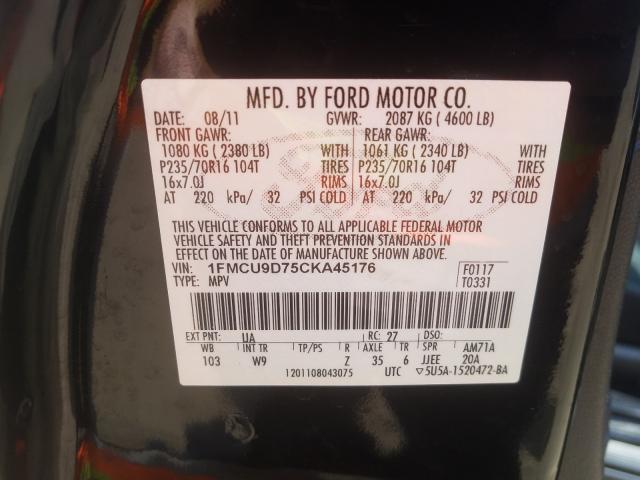 MFD. BY FORD MOTOR CO.
DATE: 08/11 GVWR: 2087 KG ( 4600 LB)
FRONT GAWR: REAR GAWR:
1080 KG ( 2380 LB) WITH 1061 KG ( 2340 LB) WITH
P235/70R16 104T TIRES P235/70R16 104T TIRES
16x7.0J RIMS 16x7.0J RIMS
AT 220 kPa/ 32 PSI COLD AT 220 kPa/ 32 PSI COLD
THIS VEHICLE CONFORMS TO ALL APPLICABLE FEDERAL MOTOR
VEHICLE SAFETY AND THEFT PREVENTION STANDARDS IN
EFFECT ON THE DATE OF MANUFACTURE SHOWN ABOVE.
VIN: 1FMCU9D75CKA45176 F0117
TYPE: MPV T0331
EXT PNT: UA RC: 27 DSO:
WB INT TR TP/PS R AXLE TR SPR AM71A
103 W9 Z 35 6 JJEE 20A
1201108043075 UTC ▽5U5A-1520472-BA